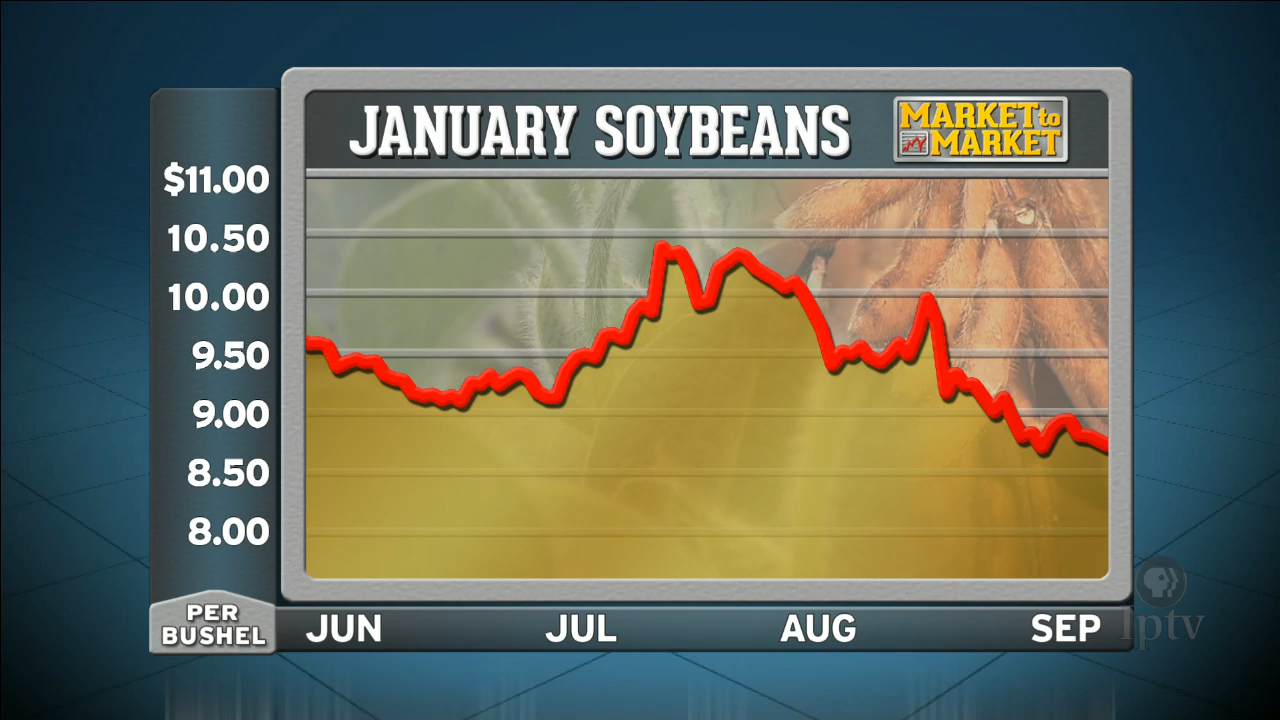 JANUARY SOYBEANS
MARKET to
MARKET
$11.00
10.50
10.00
9.50
9.00
8.50
8.00
PER
BUSHEL
JUN JUL AUG SEP
Iptv